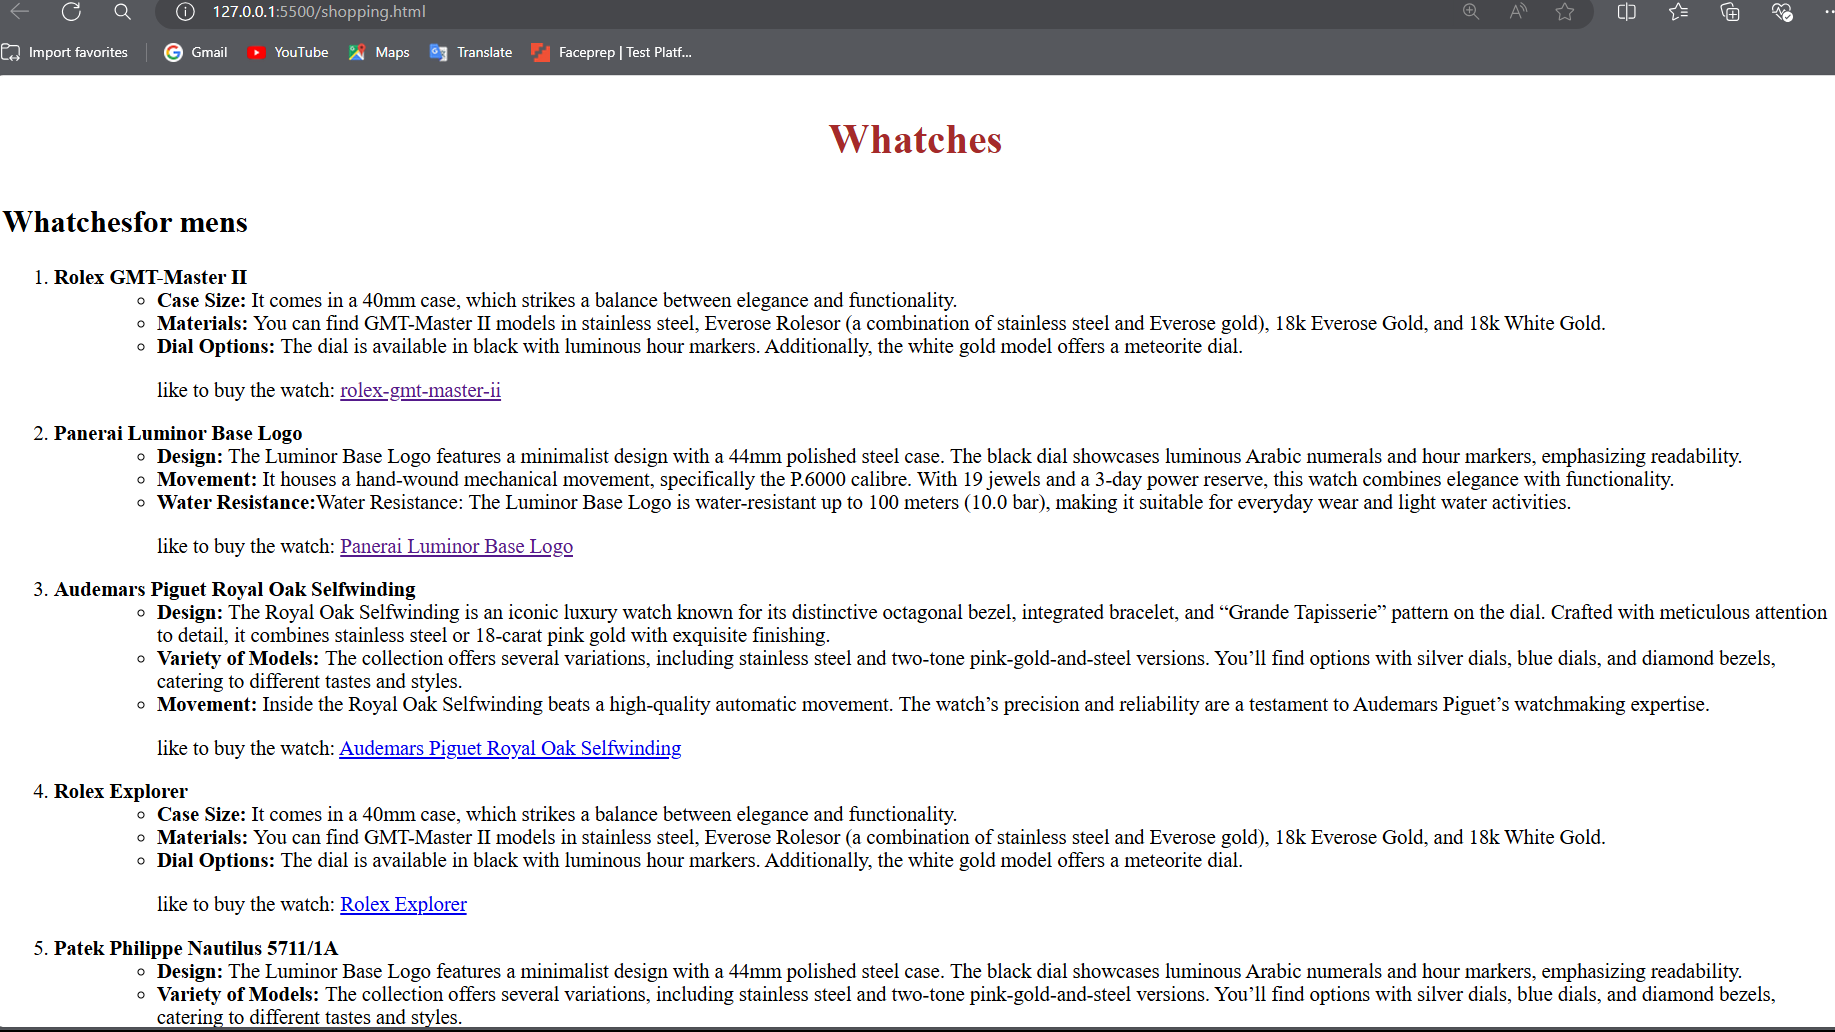 127.0.0.1:5500/shopping.html
Import favorites
Gmail
YouTube
Maps
Translate
Faceprep | Test Platf...
Whatches
Whatchesfor mens
1. Rolex GMT-Master II
Case Size: It comes in a 40mm case, which strikes a balance between elegance and functionality.
Materials: You can find GMT-Master II models in stainless steel, Everose Rolesor (a combination of stainless steel and Everose gold), 18k Everose Gold, and 18k White Gold.
Dial Options: The dial is available in black with luminous hour markers. Additionally, the white gold model offers a meteorite dial.
like to buy the watch: rolex-gmt-master-ii
2. Panerai Luminor Base Logo
Design: The Luminor Base Logo features a minimalist design with a 44mm polished steel case. The black dial showcases luminous Arabic numerals and hour markers, emphasizing readability.
Movement: It houses a hand-wound mechanical movement, specifically the P.6000 calibre. With 19 jewels and a 3-day power reserve, this watch combines elegance with functionality.
Water Resistance:Water Resistance: The Luminor Base Logo is water-resistant up to 100 meters (10.0 bar), making it suitable for everyday wear and light water activities.
like to buy the watch: Panerai Luminor Base Logo
3. Audemars Piguet Royal Oak Selfwinding
Design: The Royal Oak Selfwinding is an iconic luxury watch known for its distinctive octagonal bezel, integrated bracelet, and “Grande Tapisserie” pattern on the dial. Crafted with meticulous attention
to detail, it combines stainless steel or 18-carat pink gold with exquisite finishing.
Variety of Models: The collection offers several variations, including stainless steel and two-tone pink-gold-and-steel versions. You’ll find options with silver dials, blue dials, and diamond bezels,
catering to different tastes and styles.
Movement: Inside the Royal Oak Selfwinding beats a high-quality automatic movement. The watch’s precision and reliability are a testament to Audemars Piguet’s watchmaking expertise.
like to buy the watch: Audemars Piguet Royal Oak Selfwinding
4. Rolex Explorer
Case Size: It comes in a 40mm case, which strikes a balance between elegance and functionality.
Materials: You can find GMT-Master II models in stainless steel, Everose Rolesor (a combination of stainless steel and Everose gold), 18k Everose Gold, and 18k White Gold.
Dial Options: The dial is available in black with luminous hour markers. Additionally, the white gold model offers a meteorite dial.
like to buy the watch: Rolex Explorer
5. Patek Philippe Nautilus 5711/1A
Design: The Luminor Base Logo features a minimalist design with a 44mm polished steel case. The black dial showcases luminous Arabic numerals and hour markers, emphasizing readability.
Variety of Models: The collection offers several variations, including stainless steel and two-tone pink-gold-and-steel versions. You’ll find options with silver dials, blue dials, and diamond bezels,
catering to different tastes and styles.